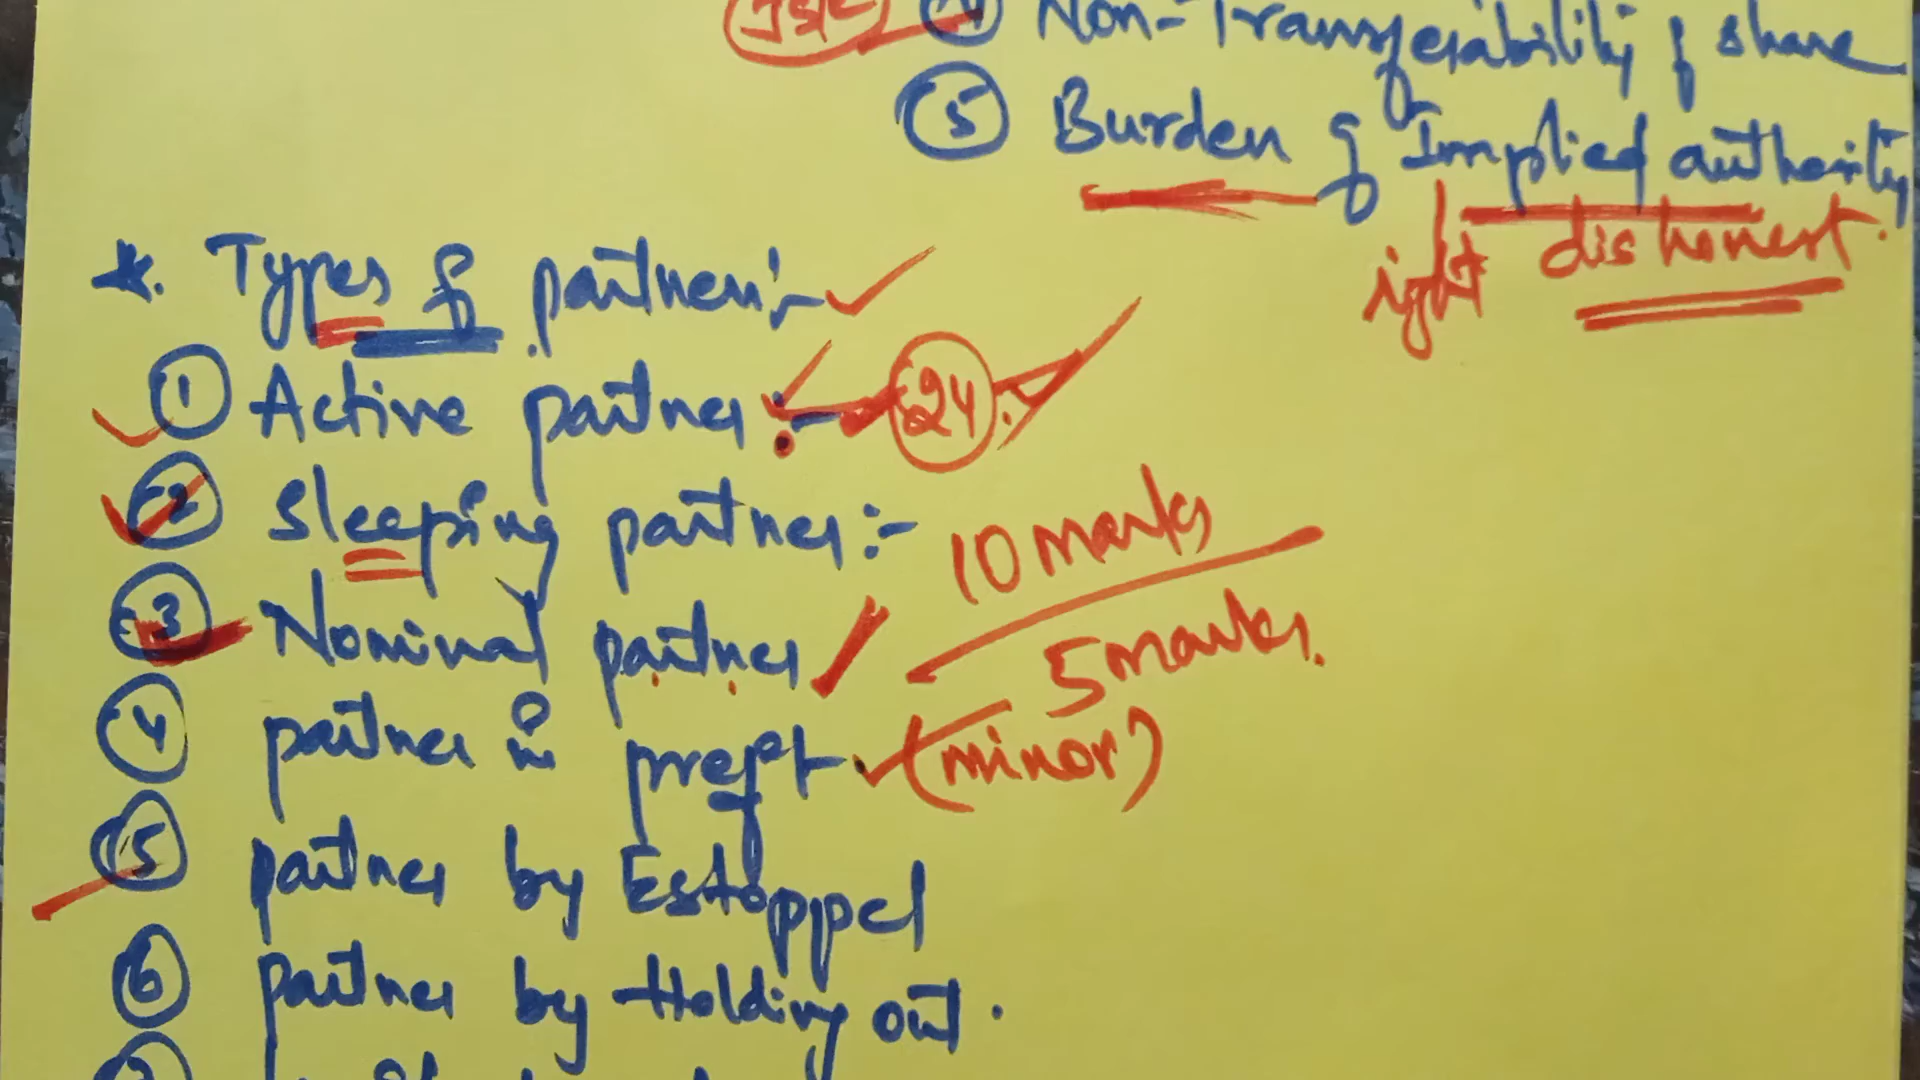 ④ Non-Transferability of share
⑤ Burden of Implied authority
right dishonest.
*. Types of partner:-
① Active partner :- 24
② Sleeping partner:- 10 marks
③ Nominal partner 5 marks.
④ partner in profit (minor)
⑤ partner by Estoppel
⑥ partner by Holding out.